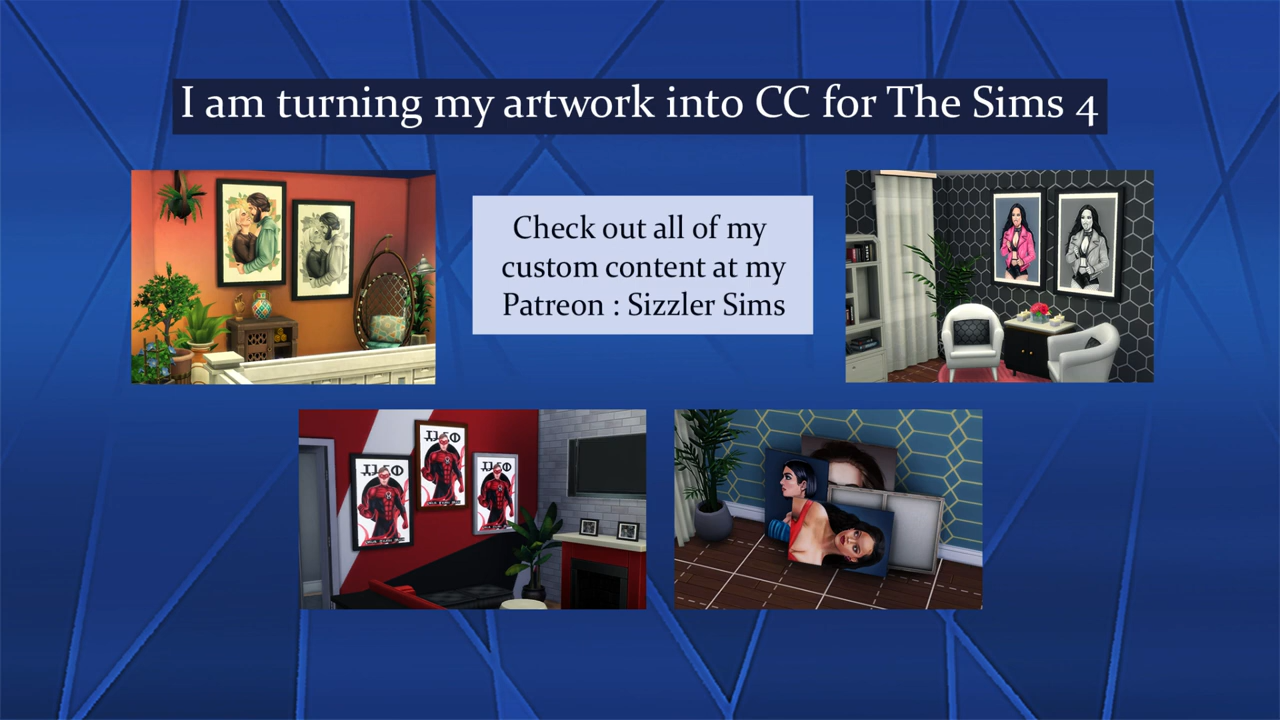 I am turning my artwork into CC for The Sims 4
Check out all of my
custom content at my
Patreon : Sizzler Sims